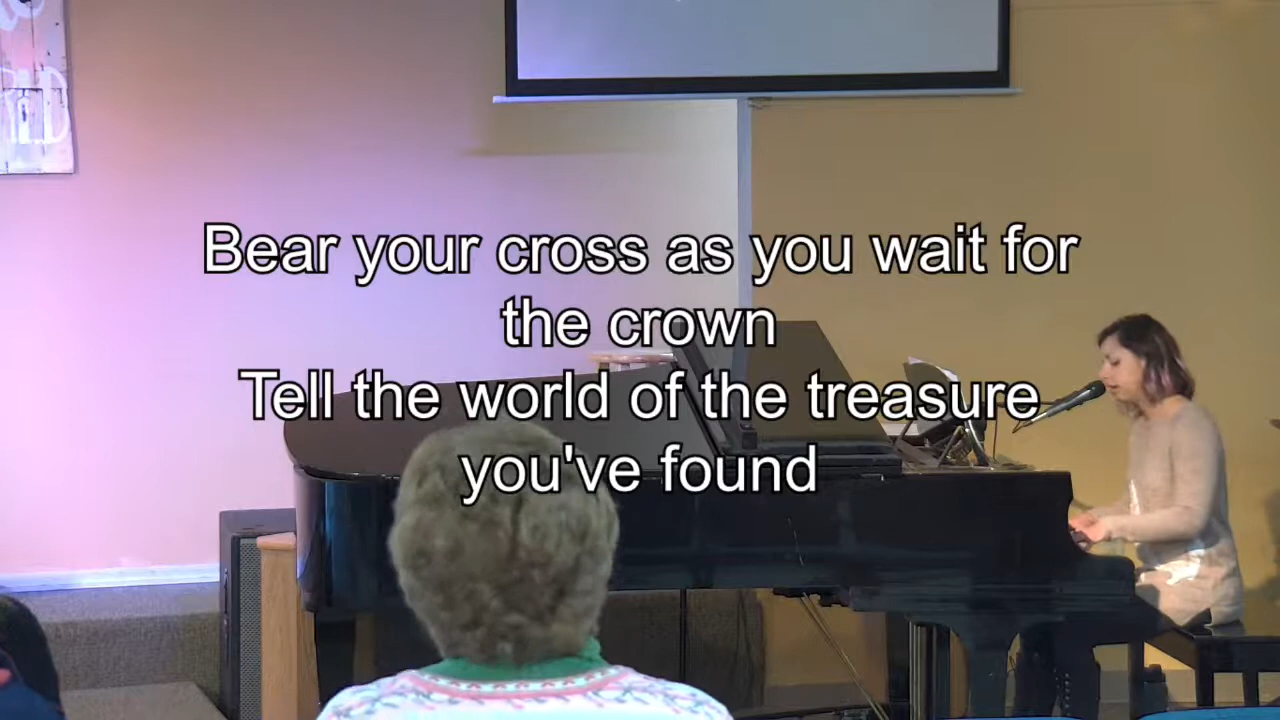 Bear your cross as you wait for
the crown
Tell the world of the treasure
you've found